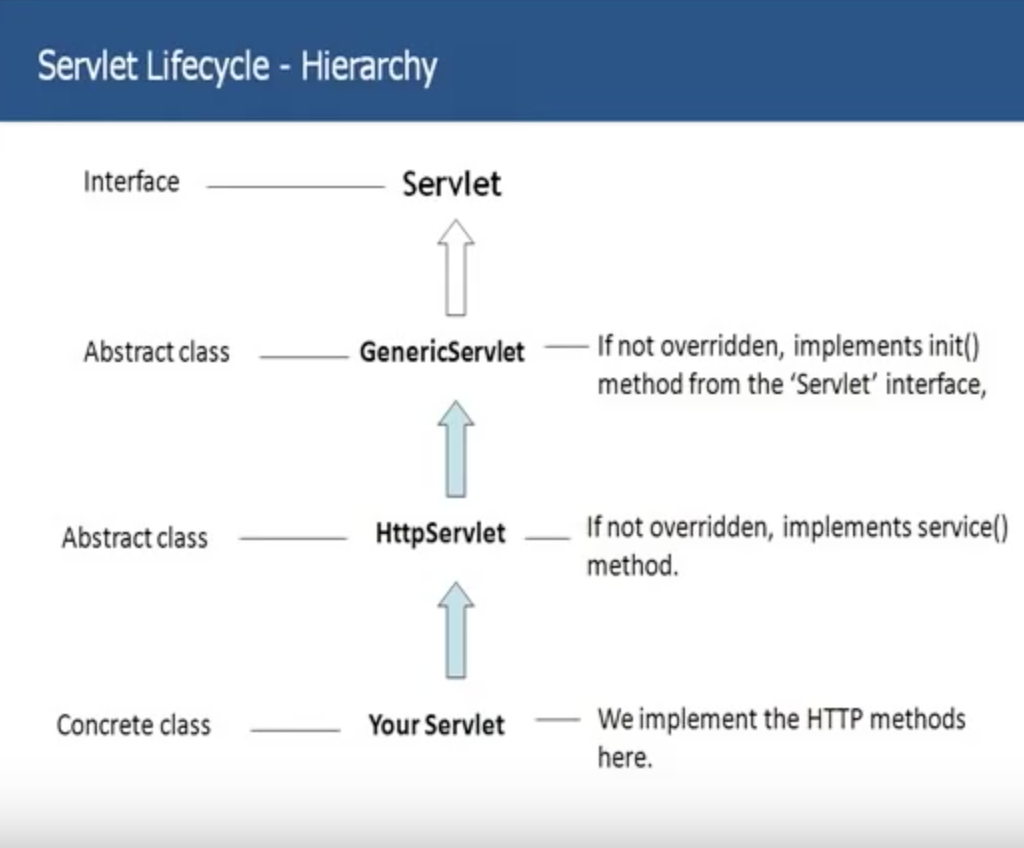 Servlet Lifecycle - Hierarchy
Interface
Servlet
Abstract class
GenericServlet
If not overridden, implements init()
method from the ‘Servlet’ interface,
Abstract class
HttpServlet
If not overridden, implements service()
method.
Concrete class
Your Servlet
We implement the HTTP methods
here.